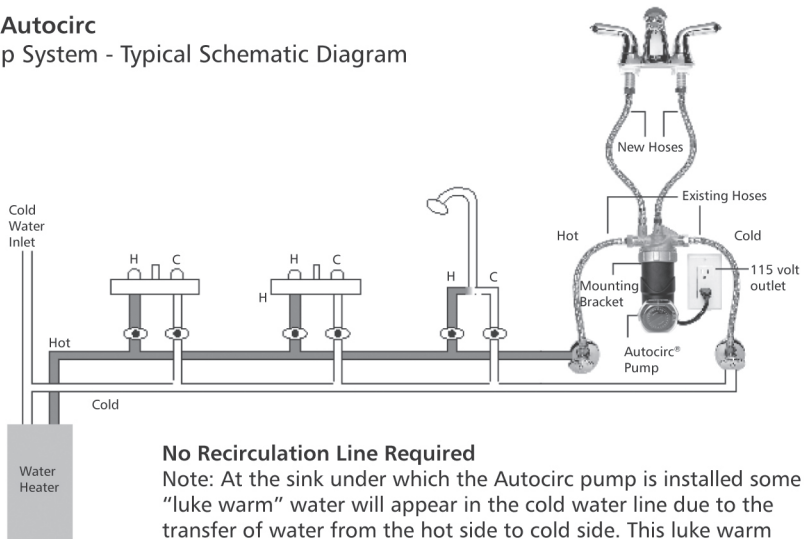 Autocirc
p System - Typical Schematic Diagram
New Hoses
Existing Hoses
Cold
Water
Inlet
Hot
Cold
H C
H C
H C
H
115 volt
outlet
Mounting
Bracket
Hot
Autocirc®
Pump
Cold
Water
Heater
No Recirculation Line Required
Note: At the sink under which the Autocirc pump is installed some
“luke warm” water will appear in the cold water line due to the
transfer of water from the hot side to cold side. This luke warm